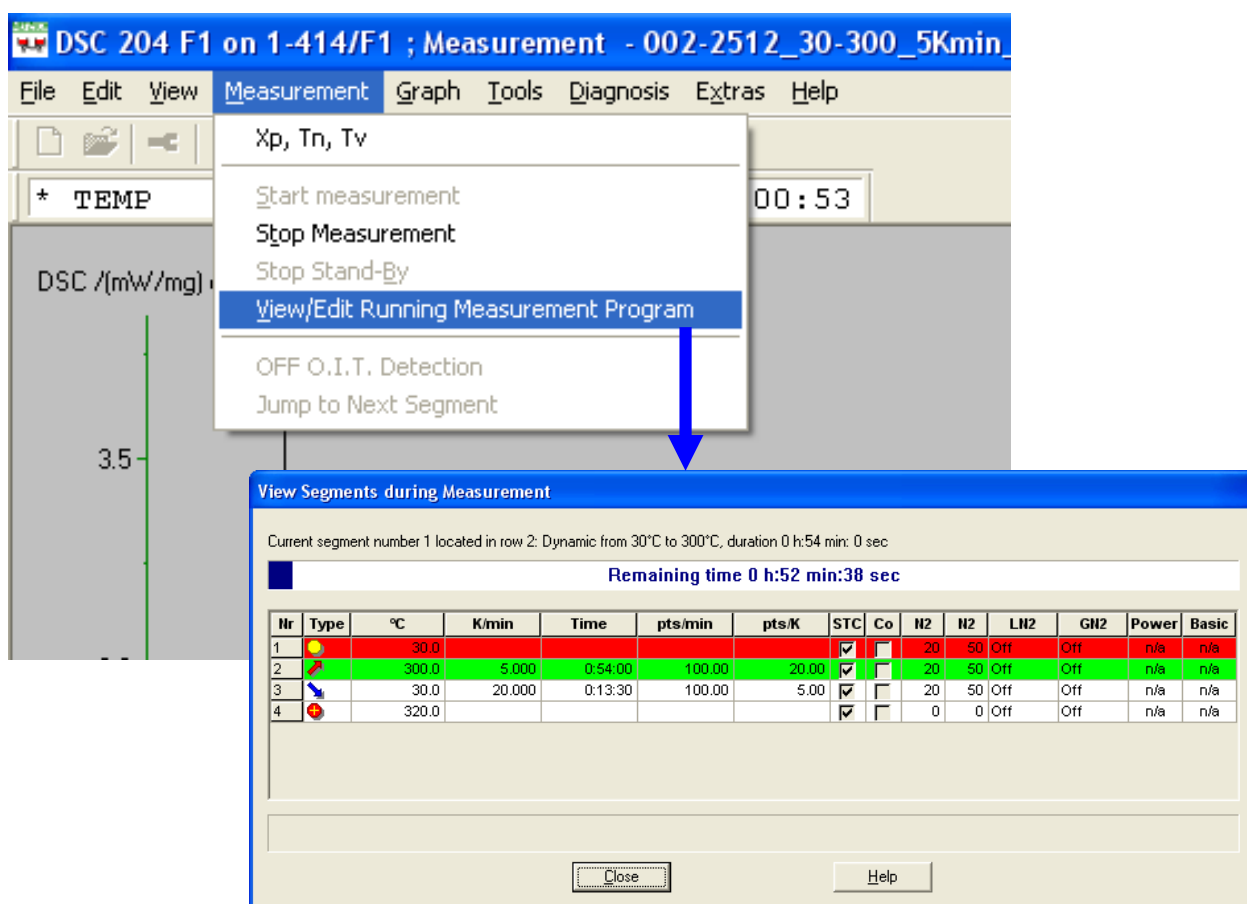 DSC 204 F1 on 1-414/F1 ; Measurement - 002-2512_30-300_5Kmin_
File Edit View Measurement Graph Tools Diagnosis Extras Help
Xp, Tn, Tv
* TEMP 00:53
Start measurement
Stop Measurement
Stop Stand-By
View/Edit Running Measurement Program
OFF O.I.T. Detection
Jump to Next Segment
DSC /(mW/mg)
3.5
View Segments during Measurement
Current segment number 1 located in row 2: Dynamic from 30°C to 300°C, duration 0 h:54 min: 0 sec
Remaining time 0 h:52 min:38 sec
Nr Type °C K/min Time pts/min pts/K STC Co N2 N2 LN2 GN2 Power Basic
1 30.0 20 50 Off Off n/a n/a
2 300.0 5.000 0:54:00 100.00 20.00 20 50 Off Off n/a n/a
3 30.0 20.000 0:13:30 100.00 5.00 20 50 Off Off n/a n/a
4 320.0 0 0 Off Off n/a n/a
Close Help